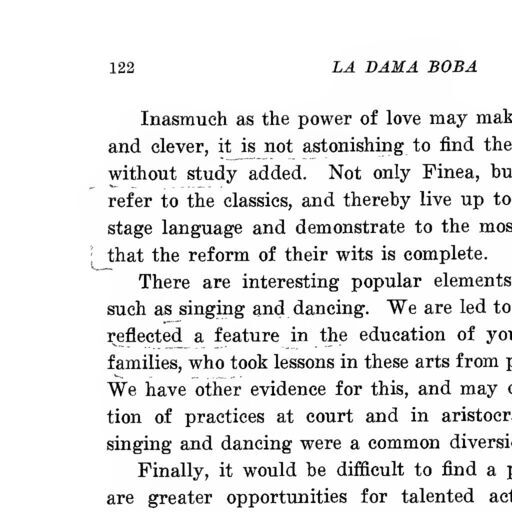 122 LA DAMA BOBA
Inasmuch as the power of love may mak
and clever, it is not astonishing to find the
without study added. Not only Finea, bu
refer to the classics, and thereby live up to
stage language and demonstrate to the mos
that the reform of their wits is complete.
There are interesting popular elements
such as singing and dancing. We are led to
reflected a feature in the education of you
families, who took lessons in these arts from p
We have other evidence for this, and may
tion of practices at court and in aristocr
singing and dancing were a common diversi
Finally, it would be difficult to find a p
are greater opportunities for talented act